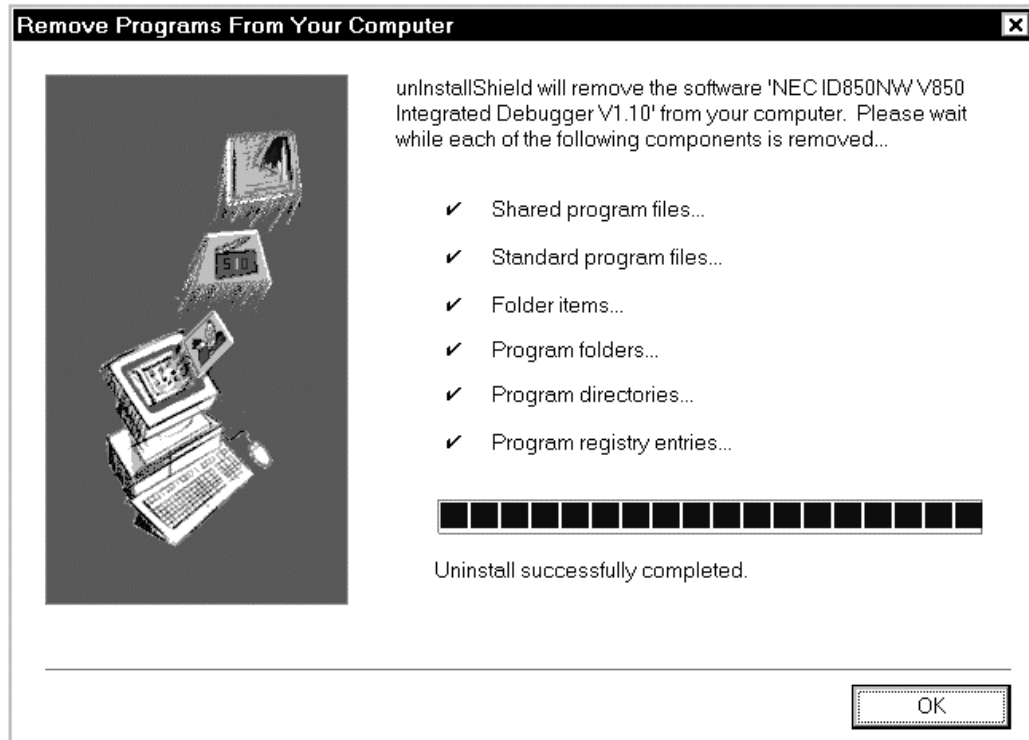 Remove Programs From Your Computer
unInstallShield will remove the software 'NEC ID850NW V850
Integrated Debugger V1.10' from your computer. Please wait
while each of the following components is removed...
Shared program files...
Standard program files...
Folder items...
Program folders...
Program directories...
Program registry entries...
Uninstall successfully completed.
OK